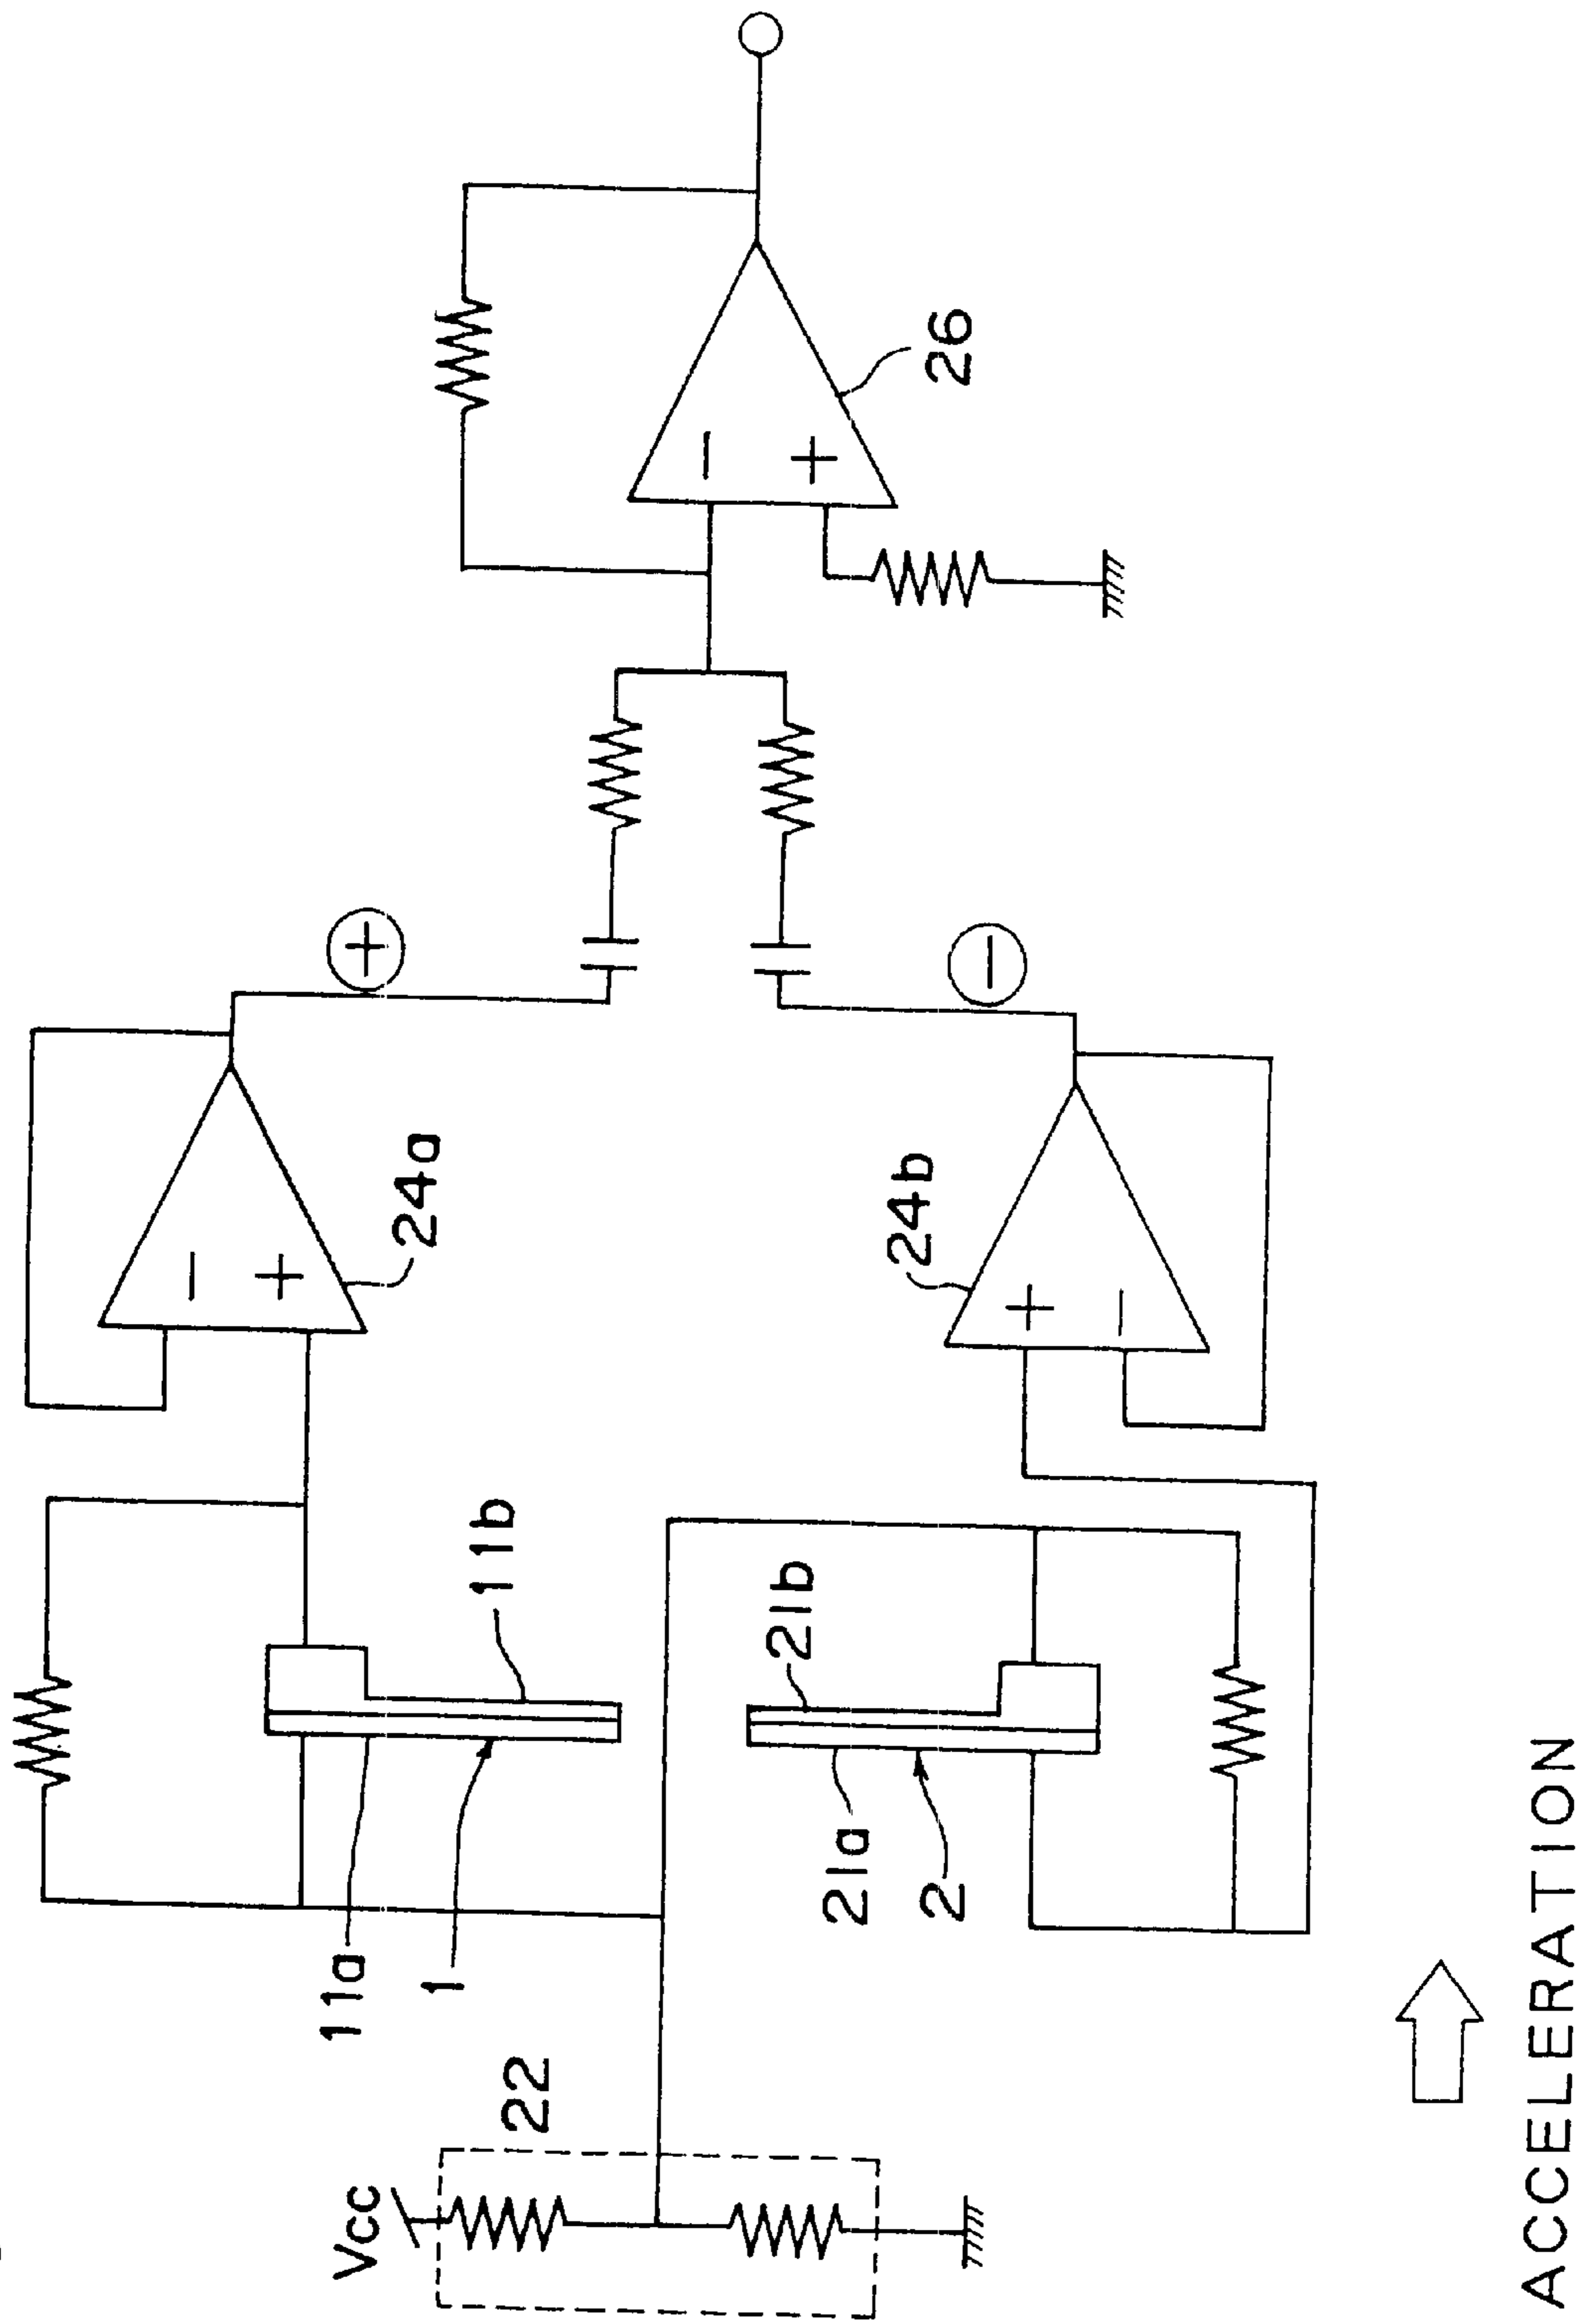 Vcc
22
11a
1
11b
21a
2
21b
24a
−
+
24b
+
−
⊕
⊖
26
−
+
ACCELERATION